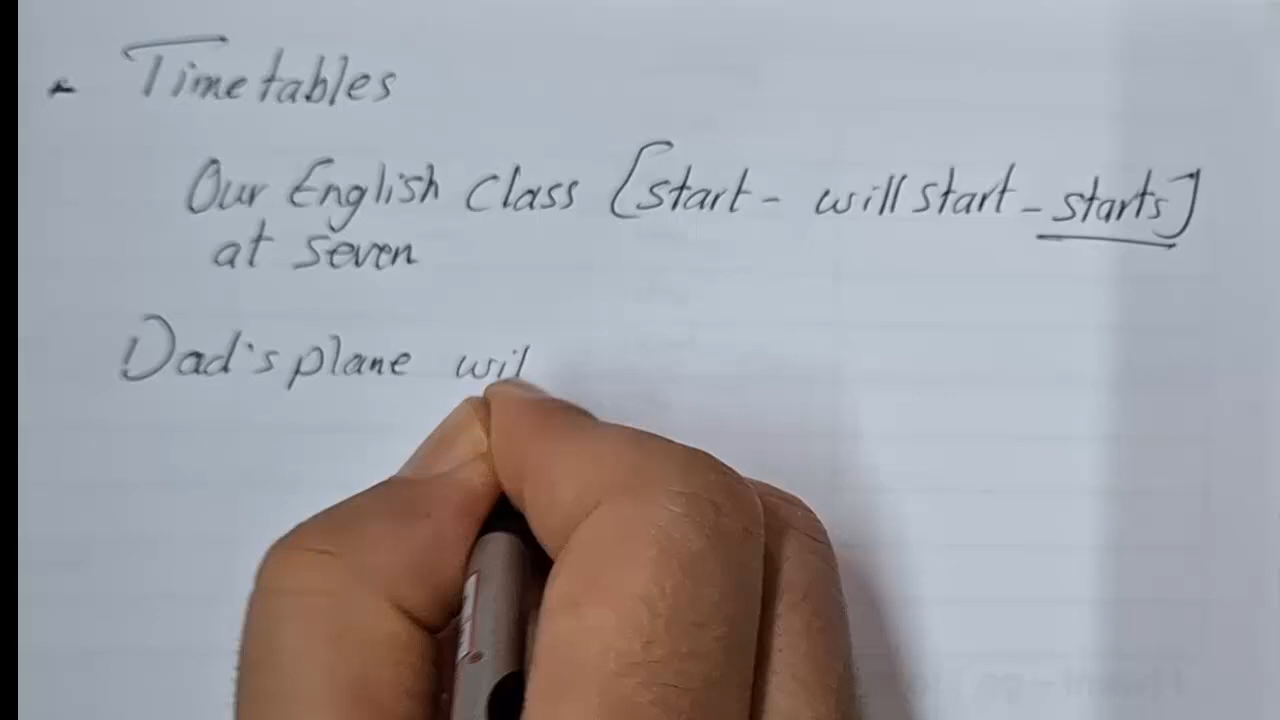 - Timetables
Our English Class [start - will start - starts]
at seven
Dad's plane wil